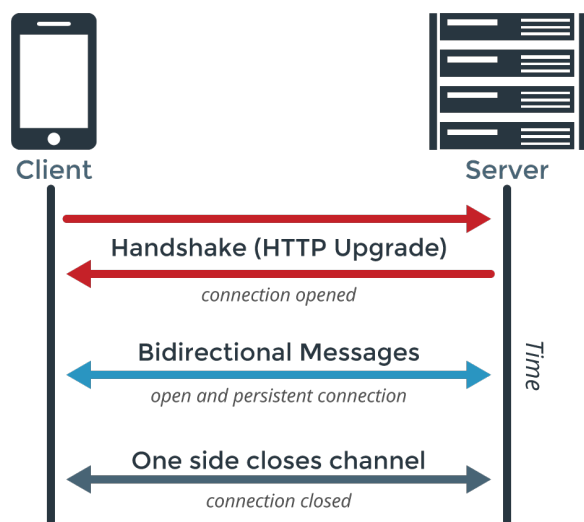 Client
Server
Handshake (HTTP Upgrade)
connection opened
Bidirectional Messages
open and persistent connection
Time
One side closes channel
connection closed